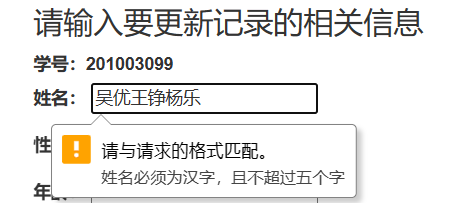 请输入要更新记录的相关信息
学号：201003099
姓名：
吴优王铮杨乐
请与请求的格式匹配。
姓名必须为汉字，且不超过五个字
性
年